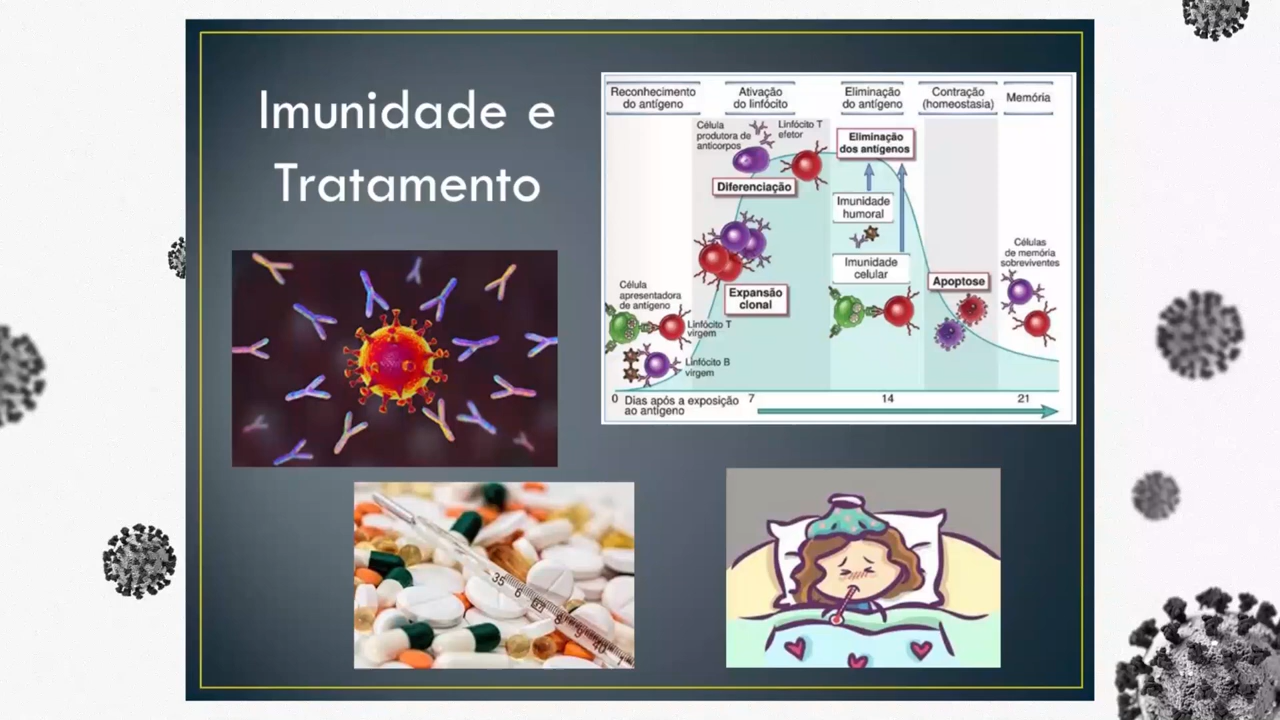 Imunidade e
Tratamento
Reconhecimento
do antígeno
Ativação
do linfócito
Eliminação
do antígeno
Contração
(homeostasia)
Memória
Célula
produtora de
anticorpos
Linfócito T
efetor
Eliminação
dos antígenos
Diferenciação
Imunidade
humoral
Imunidade
celular
Células
de memória
sobreviventes
Apoptose
Expansão
clonal
Célula
apresentadora
de antígeno
Linfócito T
virgem
Linfócito B
virgem
0
Dias após a exposição
ao antígeno
7
14
21
35